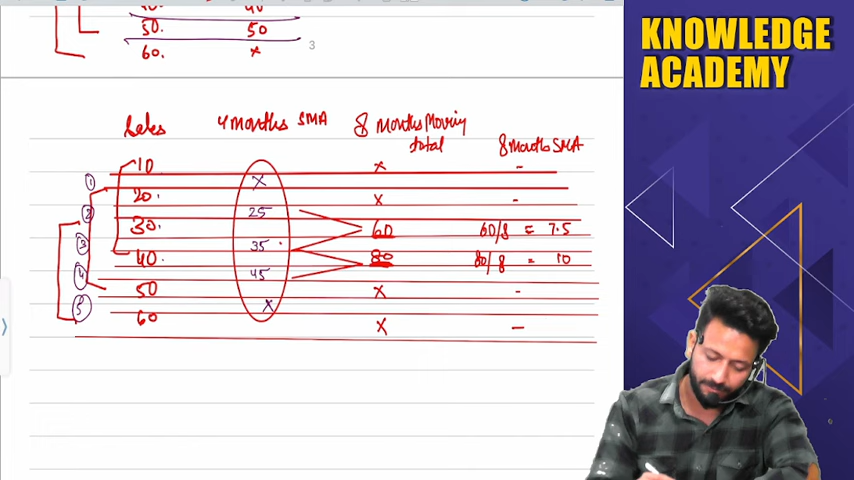 40
50. 50
60. x
3
KNOWLEDGE
ACADEMY
Sales 4 months SMA 8 months Moving total 8 months SMA
10 x -
① x
20. x -
② 25
30. 60 60/8 = 7.5
③ 35
40. 80 80/8 = 10
④ 45
50 x -
⑤ x
60 x -